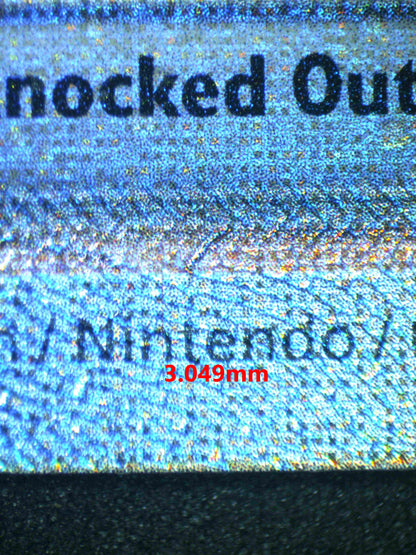 nocked Out
n / Nintendo /
3.049mm